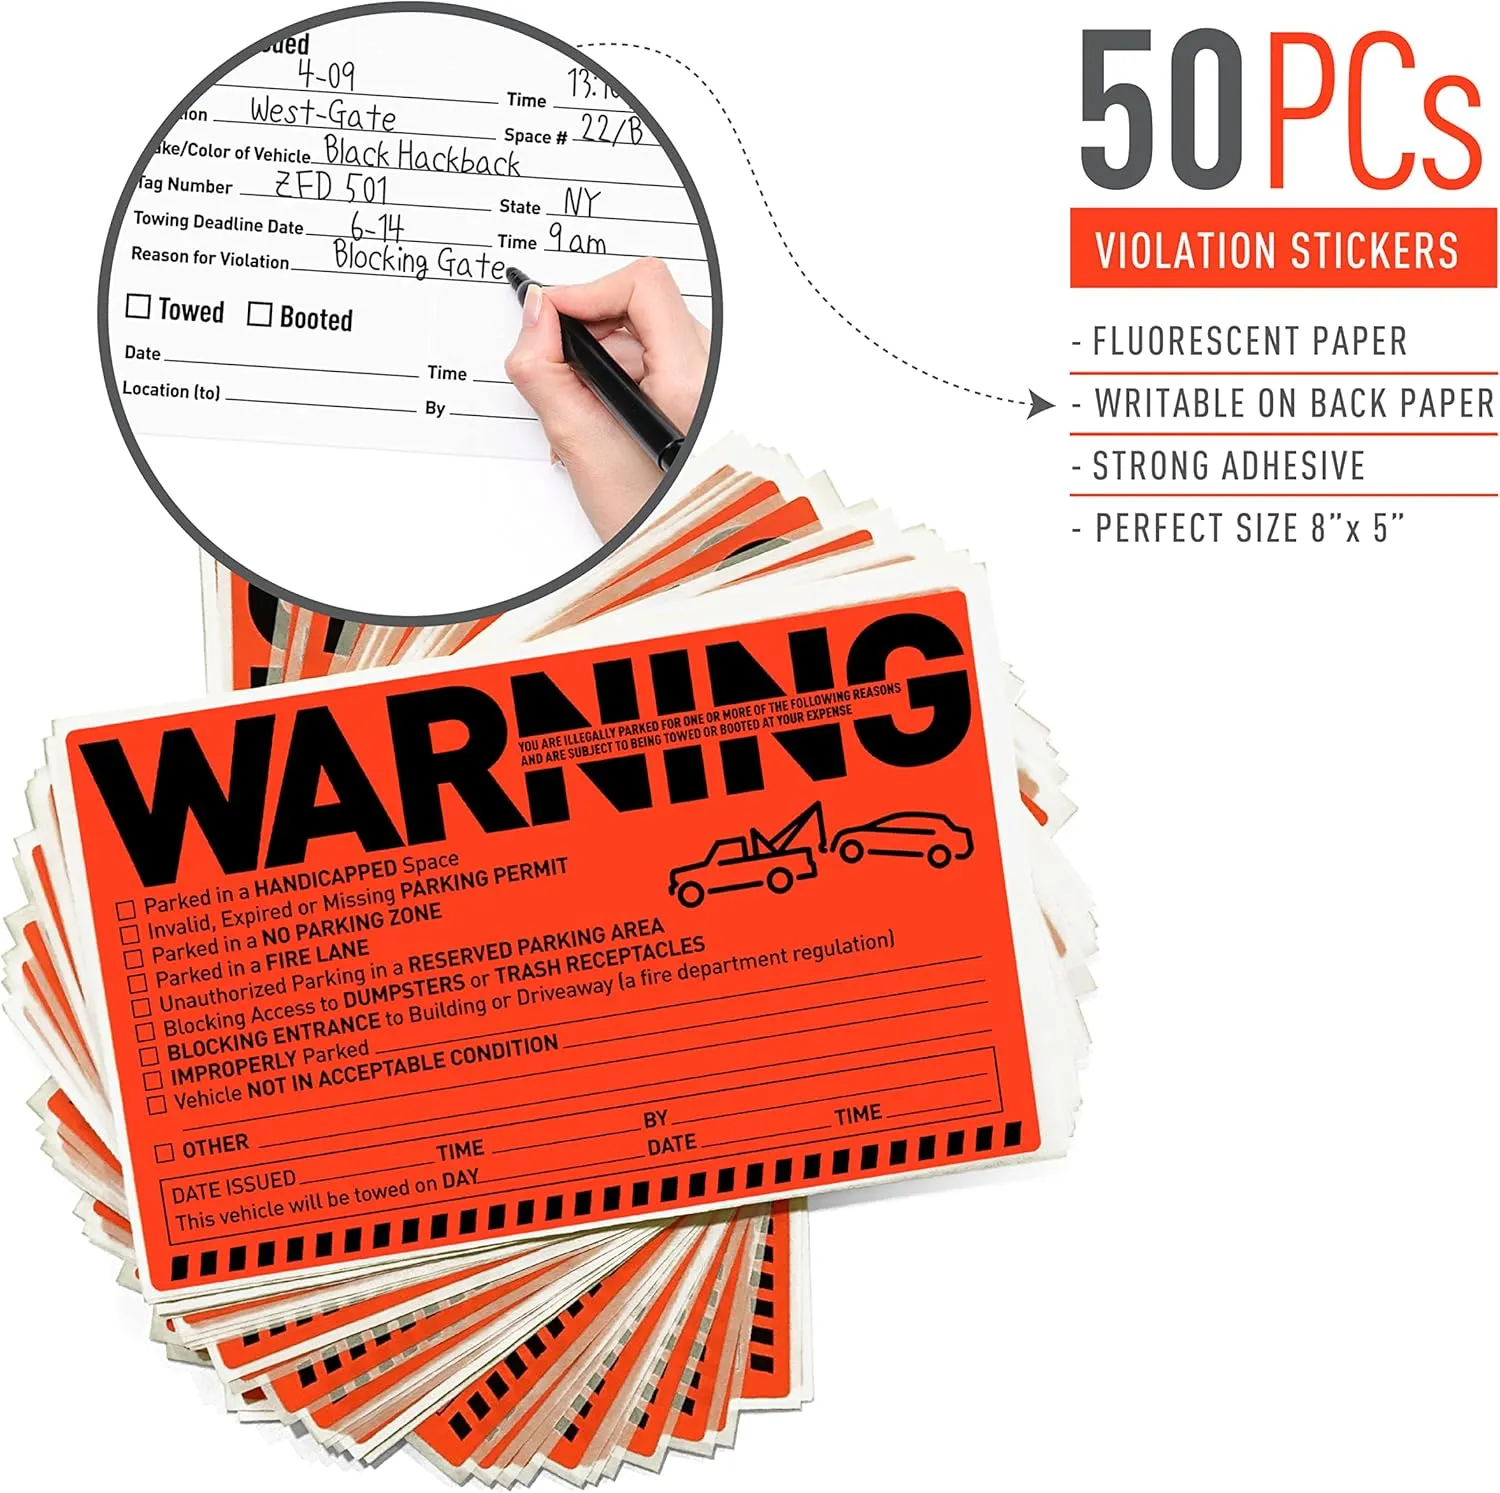 4-09
Time 13:10
West-Gate
Space # 22/B
Color of Vehicle Black Hackback
Tag Number ZFD 501
State NY
Towing Deadline Date 6-14
Time 9am
Reason for Violation Blocking Gate
Towed Booted
Date Time
Location (to) By
50PCs
VIOLATION STICKERS
- FLUORESCENT PAPER
- WRITABLE ON BACK PAPER
- STRONG ADHESIVE
- PERFECT SIZE 8”x 5”
WARNING
YOU ARE ILLEGALLY PARKED FOR ONE OR MORE OF THE FOLLOWING REASONS
AND ARE SUBJECT TO BEING TOWED OR BOOTED AT YOUR EXPENSE
Parked in a HANDICAPPED Space
Invalid, Expired or Missing PARKING PERMIT
Parked in a NO PARKING ZONE
Parked in a FIRE LANE
Unauthorized Parking in a RESERVED PARKING AREA
Blocking Access to DUMPSTERS or TRASH RECEPTACLES
BLOCKING ENTRANCE to Building or Driveaway (a fire department regulation)
IMPROPERLY Parked
Vehicle NOT IN ACCEPTABLE CONDITION
OTHER
DATE ISSUED TIME BY
This vehicle will be towed on DAY DATE TIME